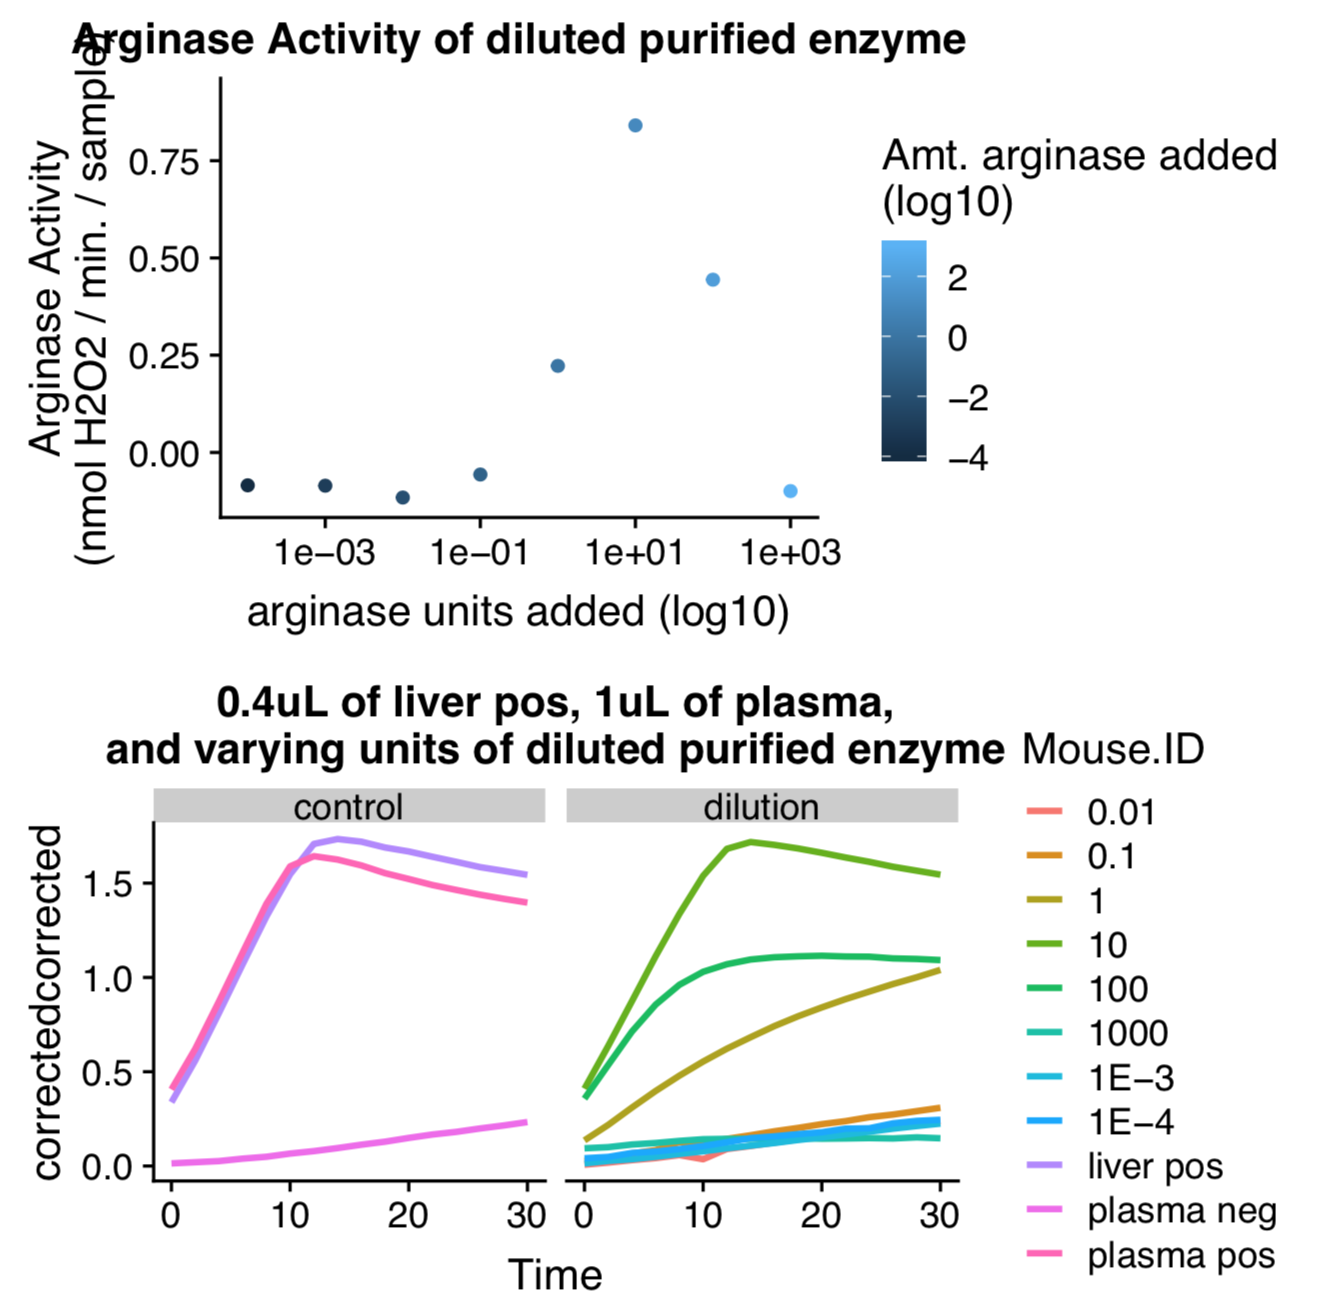 Arginase Activity of diluted purified enzyme
Arginase Activity
(nmol H2O2 / min. / sample)
0.75
0.50
0.25
0.00
1e−03
1e−01
1e+01
1e+03
arginase units added (log10)
Amt. arginase added
(log10)
2
0
−2
−4
0.4uL of liver pos, 1uL of plasma,
and varying units of diluted purified enzyme
control
dilution
correctedcorrected
1.5
1.0
0.5
0.0
0
10
20
30
0
10
20
30
Time
Mouse.ID
0.01
0.1
1
10
100
1000
1E−3
1E−4
liver pos
plasma neg
plasma pos